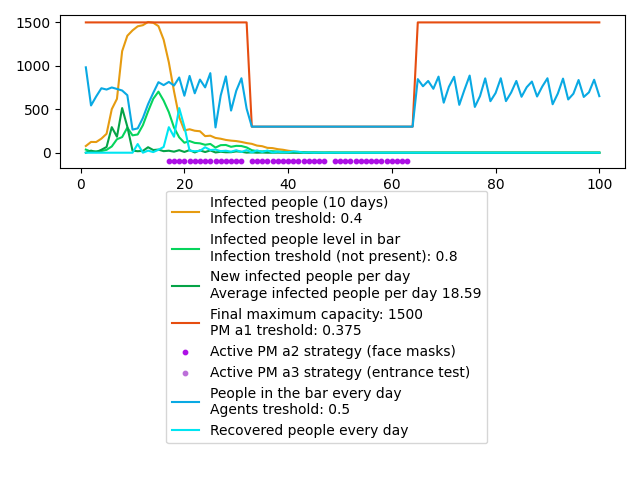 1500
1000
500
0
0 20 40 60 80 100
Infected people (10 days)
Infection treshold: 0.4
Infected people level in bar
Infection treshold (not present): 0.8
New infected people per day
Average infected people per day 18.59
Final maximum capacity: 1500
PM a1 treshold: 0.375
Active PM a2 strategy (face masks)
Active PM a3 strategy (entrance test)
People in the bar every day
Agents treshold: 0.5
Recovered people every day